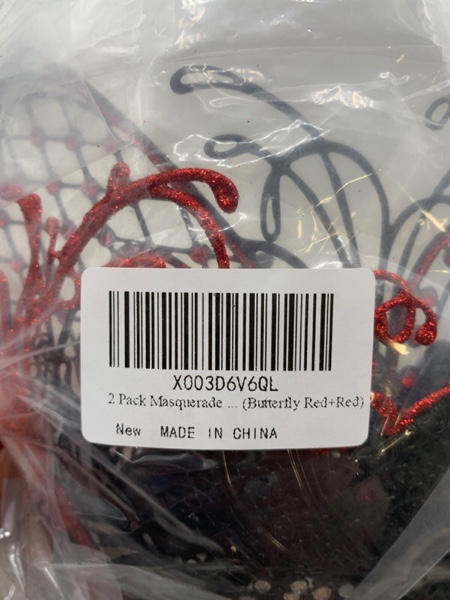 X003D6V6QL
2 Pack Masquerade ... (Butterfly Red+Red)
New MADE IN CHINA